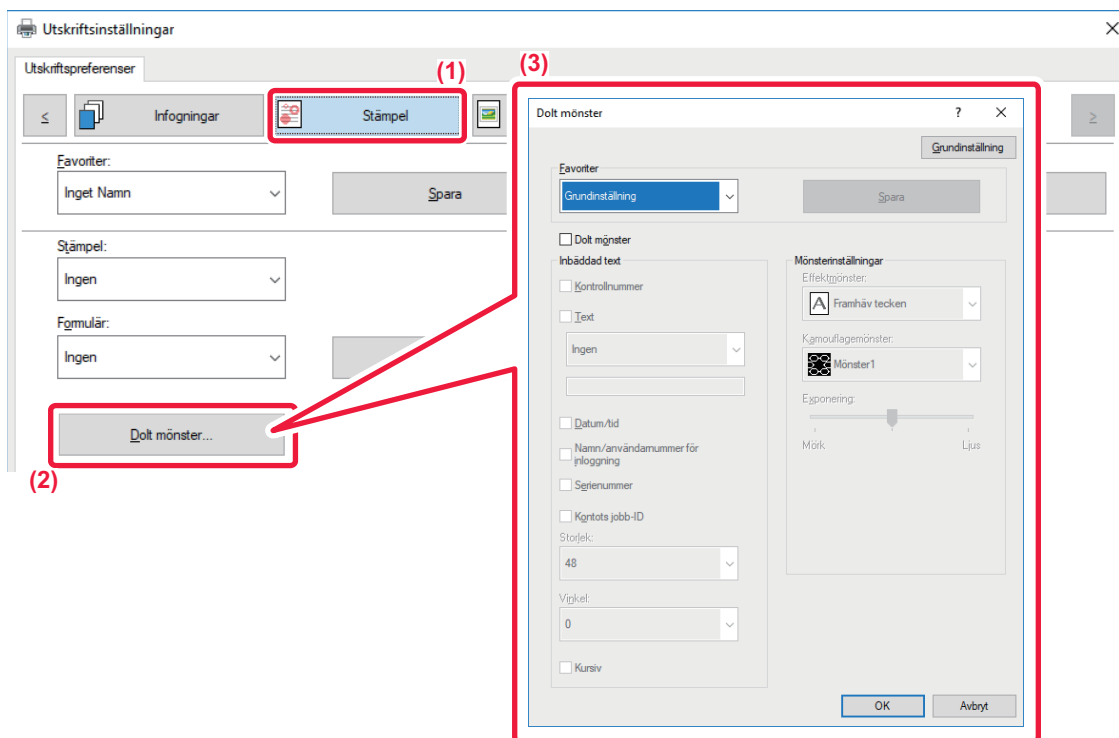 Utskriftsinställningar
Utskriftspreferenser
(1)
(3)
<
Infogningar
Stämpel
>
Favoriter:
Inget Namn
Spara
Stämpel:
Ingen
Formulär:
Ingen
Dolt mönster...
(2)
Dolt mönster
?
Grundinställning
Favoriter
Grundinställning
Spara
Dolt mönster
Inbäddad text
Kontrollnummer
Text
Ingen
Datum/tid
Namn/användarnummer för
inloggning
Serienummer
Kontots jobb-ID
Storlek:
48
Vinkel:
0
Kursiv
Mönsterinställningar
Effektmönster:
A Framhäv tecken
Kamouflagemönster:
Mönster1
Exponering:
Mörk Ljus
OK Avbryt